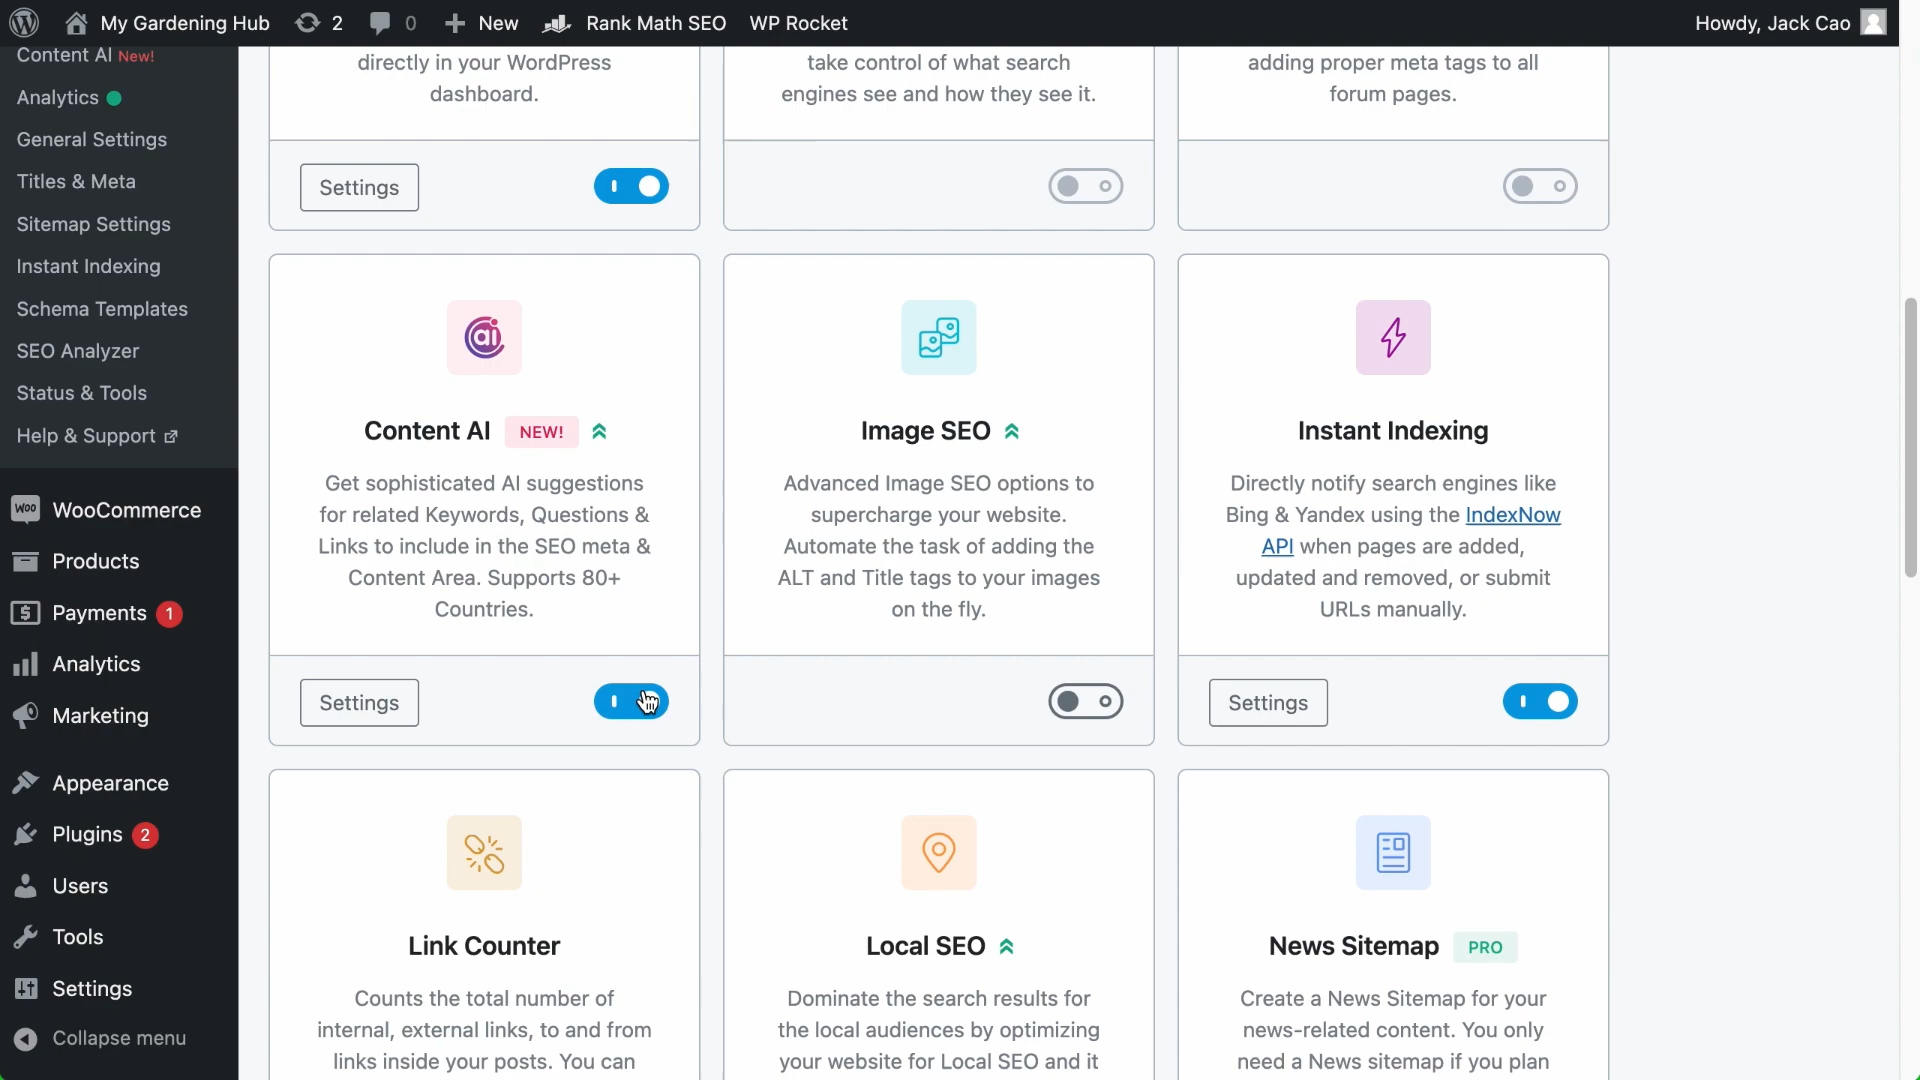 My Gardening Hub
2
0
New
Rank Math SEO
WP Rocket
Howdy, Jack Cao
Content AI New!
Analytics
General Settings
Titles & Meta
Sitemap Settings
Instant Indexing
Schema Templates
SEO Analyzer
Status & Tools
Help & Support
WooCommerce
Products
Payments 1
Analytics
Marketing
Appearance
Plugins 2
Users
Tools
Settings
Collapse menu
directly in your WordPress
dashboard.
Settings
take control of what search
engines see and how they see it.
adding proper meta tags to all
forum pages.
Content AI NEW!
Get sophisticated AI suggestions
for related Keywords, Questions &
Links to include in the SEO meta &
Content Area. Supports 80+
Countries.
Settings
Image SEO
Advanced Image SEO options to
supercharge your website.
Automate the task of adding the
ALT and Title tags to your images
on the fly.
Instant Indexing
Directly notify search engines like
Bing & Yandex using the IndexNow
API when pages are added,
updated and removed, or submit
URLs manually.
Settings
Link Counter
Counts the total number of
internal, external links, to and from
links inside your posts. You can
Local SEO
Dominate the search results for
the local audiences by optimizing
your website for Local SEO and it
News Sitemap PRO
Create a News Sitemap for your
news-related content. You only
need a News sitemap if you plan